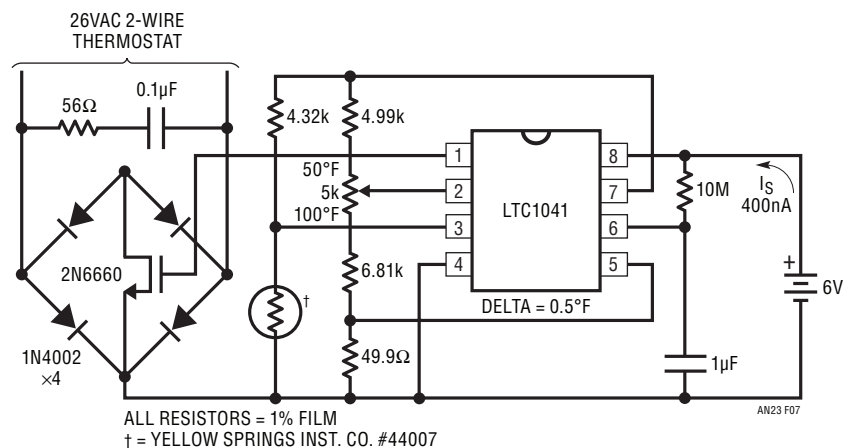 26VAC 2-WIRE
THERMOSTAT
56Ω
0.1µF
4.32k
4.99k
50°F
5k
100°F
1
2
3
4
8
7
6
5
LTC1041
10M
IS
400nA
2N6660
6.81k
†
DELTA = 0.5°F
+
6V
1N4002
×4
49.9Ω
1µF
AN23 F07
ALL RESISTORS = 1% FILM
† = YELLOW SPRINGS INST. CO. #44007